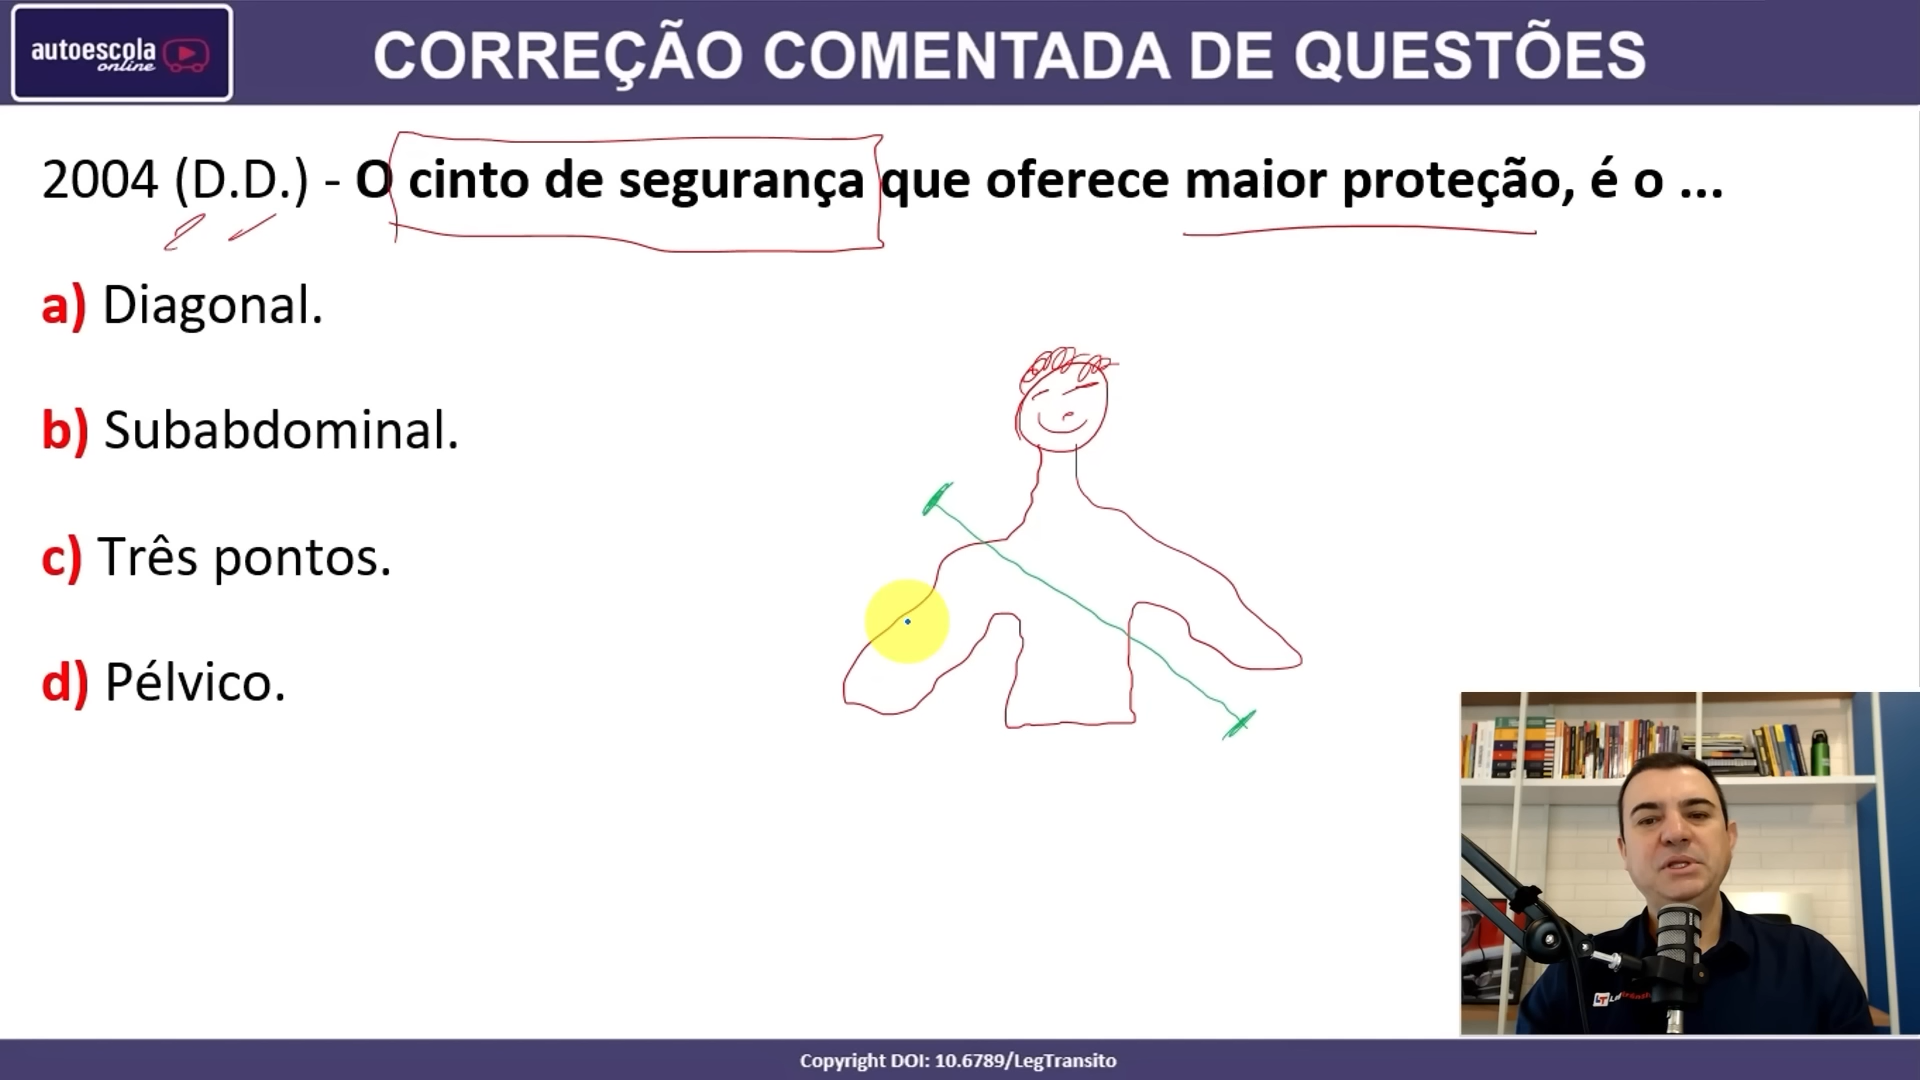 autoescola
online
CORREÇÃO COMENTADA DE QUESTÕES
2004 (D.D.) - O cinto de segurança que oferece maior proteção, é o ...
a) Diagonal.
b) Subabdominal.
c) Três pontos.
d) Pélvico.
Copyright DOI: 10.6789/LegTransito